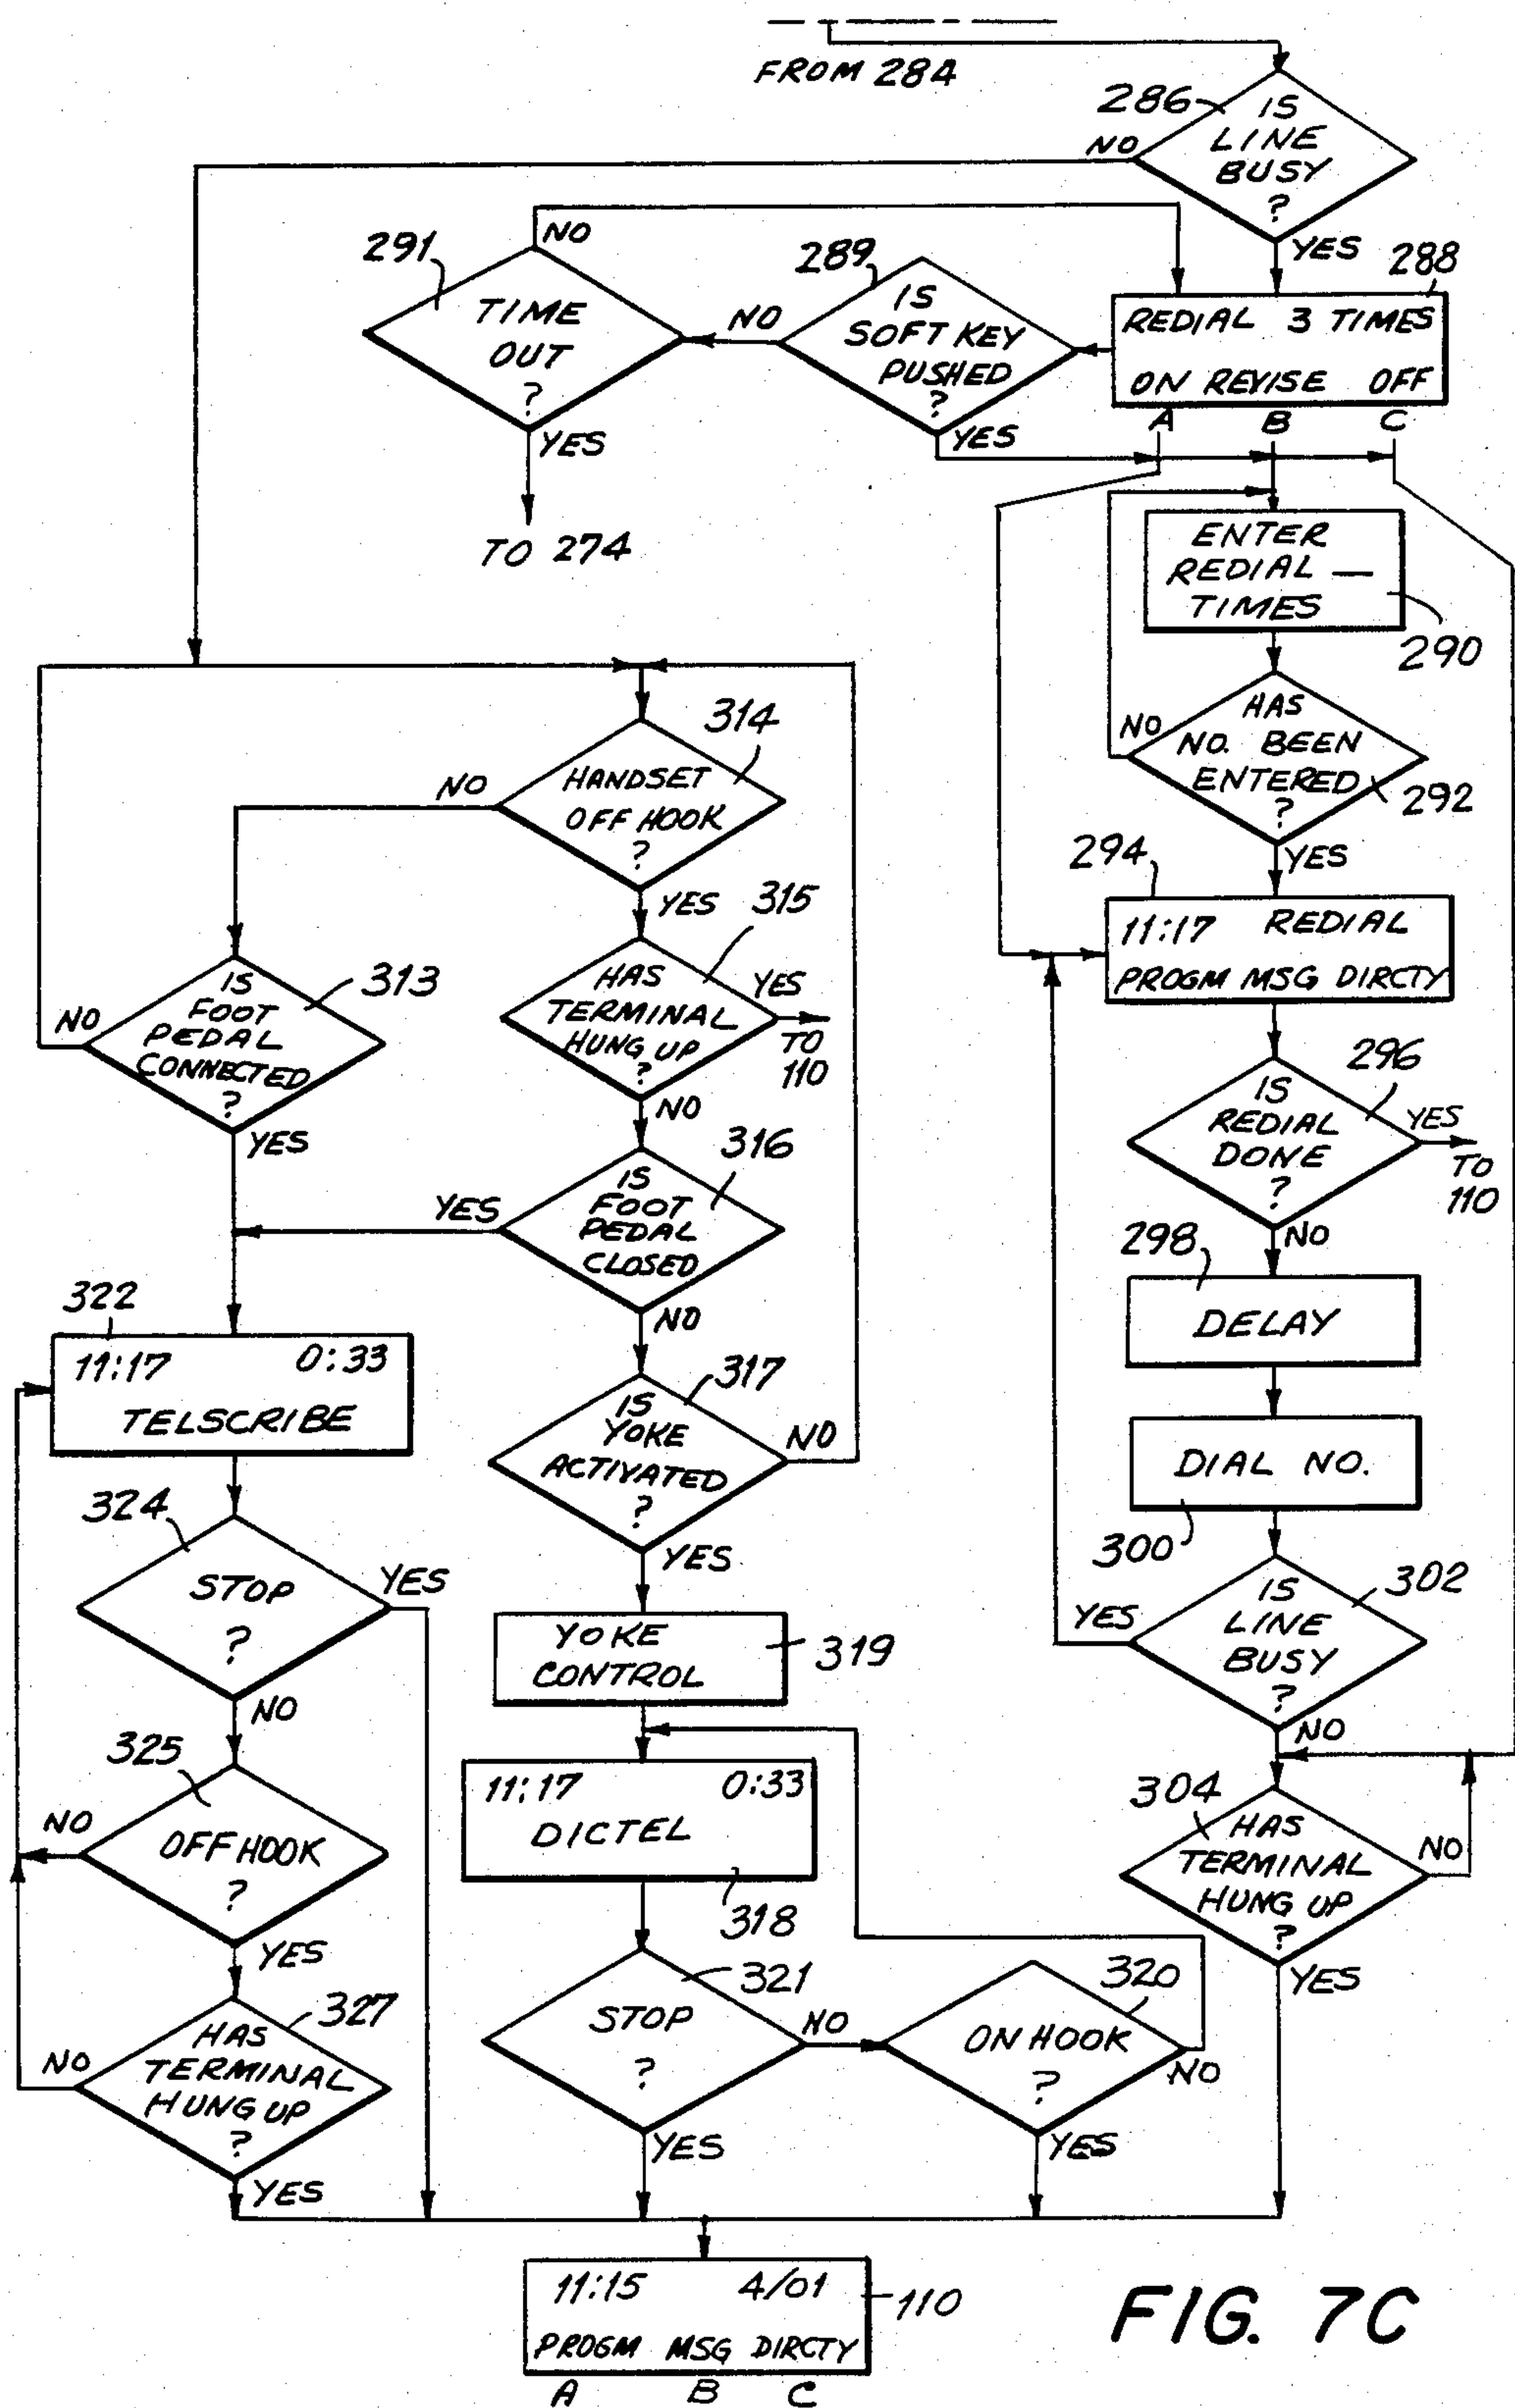 FROM 284
286
IS
LINE
BUSY
?
NO
YES
291
NO
TIME
OUT
?
YES
TO 274
289
IS
SOFT KEY
PUSHED
?
NO
YES
288
REDIAL 3 TIMES
ON REVISE OFF
A B C
ENTER
REDIAL —
TIMES
290
HAS
NO. BEEN
ENTERED
?
NO
292
YES
294
11:17 REDIAL
PROGM MSG DIRCTY
IS
REDIAL
DONE
?
296
YES
TO
110
NO
298
DELAY
DIAL NO.
300
IS
LINE
BUSY
?
302
YES
NO
304
HAS
TERMINAL
HUNG UP
?
NO
YES
314
HANDSET
OFF HOOK
?
NO
YES
315
HAS
TERMINAL
HUNG UP
?
YES
TO
110
NO
313
IS
FOOT
PEDAL
CONNECTED
?
NO
YES
316
IS
FOOT
PEDAL
CLOSED
YES
NO
317
IS
YOKE
ACTIVATED
?
NO
YES
YOKE
CONTROL
319
11:17 0:33
DICTEL
318
321
STOP
?
NO
YES
320
ON HOOK
?
NO
YES
322
11:17 0:33
TELSCRIBE
324
STOP
?
YES
NO
325
OFF HOOK
?
NO
YES
327
HAS
TERMINAL
HUNG UP
?
NO
YES
11:15 4/01
PROGM MSG DIRCTY
110
A B C
FIG. 7C